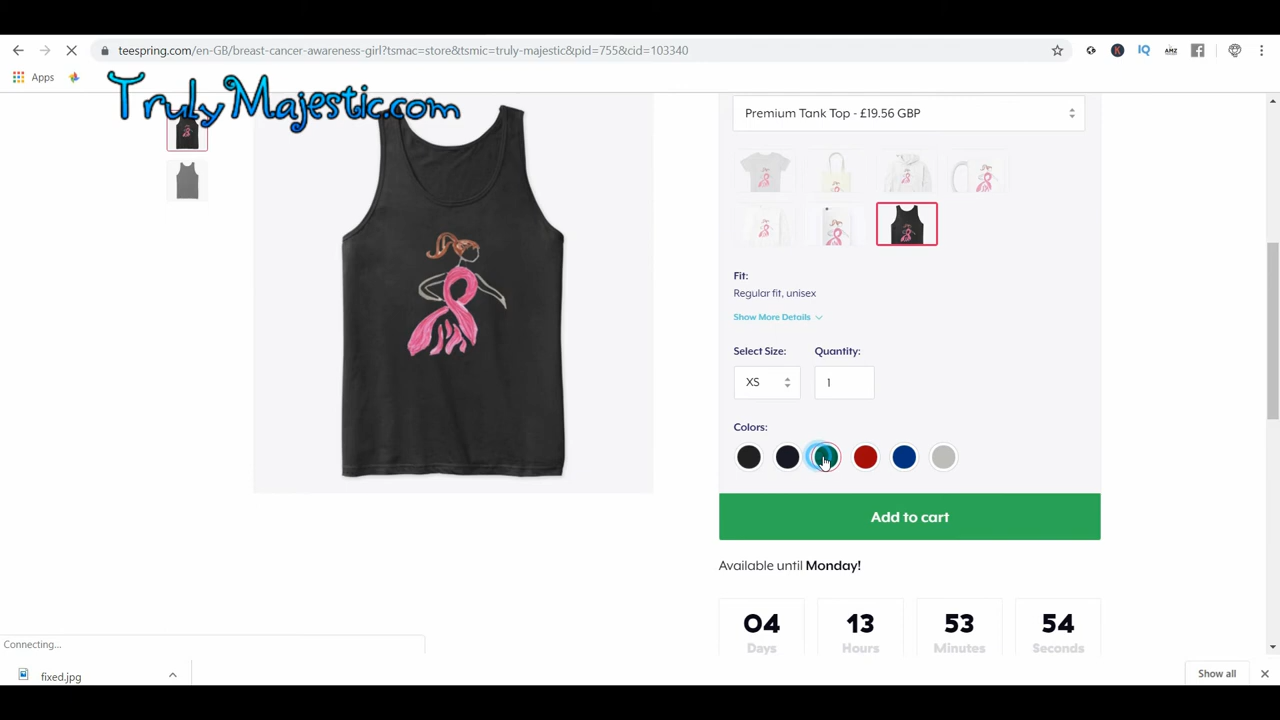 teespring.com/en-GB/breast-cancer-awareness-girl?tsmac=store&tsmic=truly-majestic&pid=755&cid=103340
K IQ AMZ
Apps
TrulyMajestic.com
Premium Tank Top - £19.56 GBP
Fit:
Regular fit, unisex
Show More Details
Select Size: Quantity:
XS 1
Colors:
Add to cart
Available until Monday!
04 13 53 54
Days Hours Minutes Seconds
Connecting...
fixed.jpg Show all